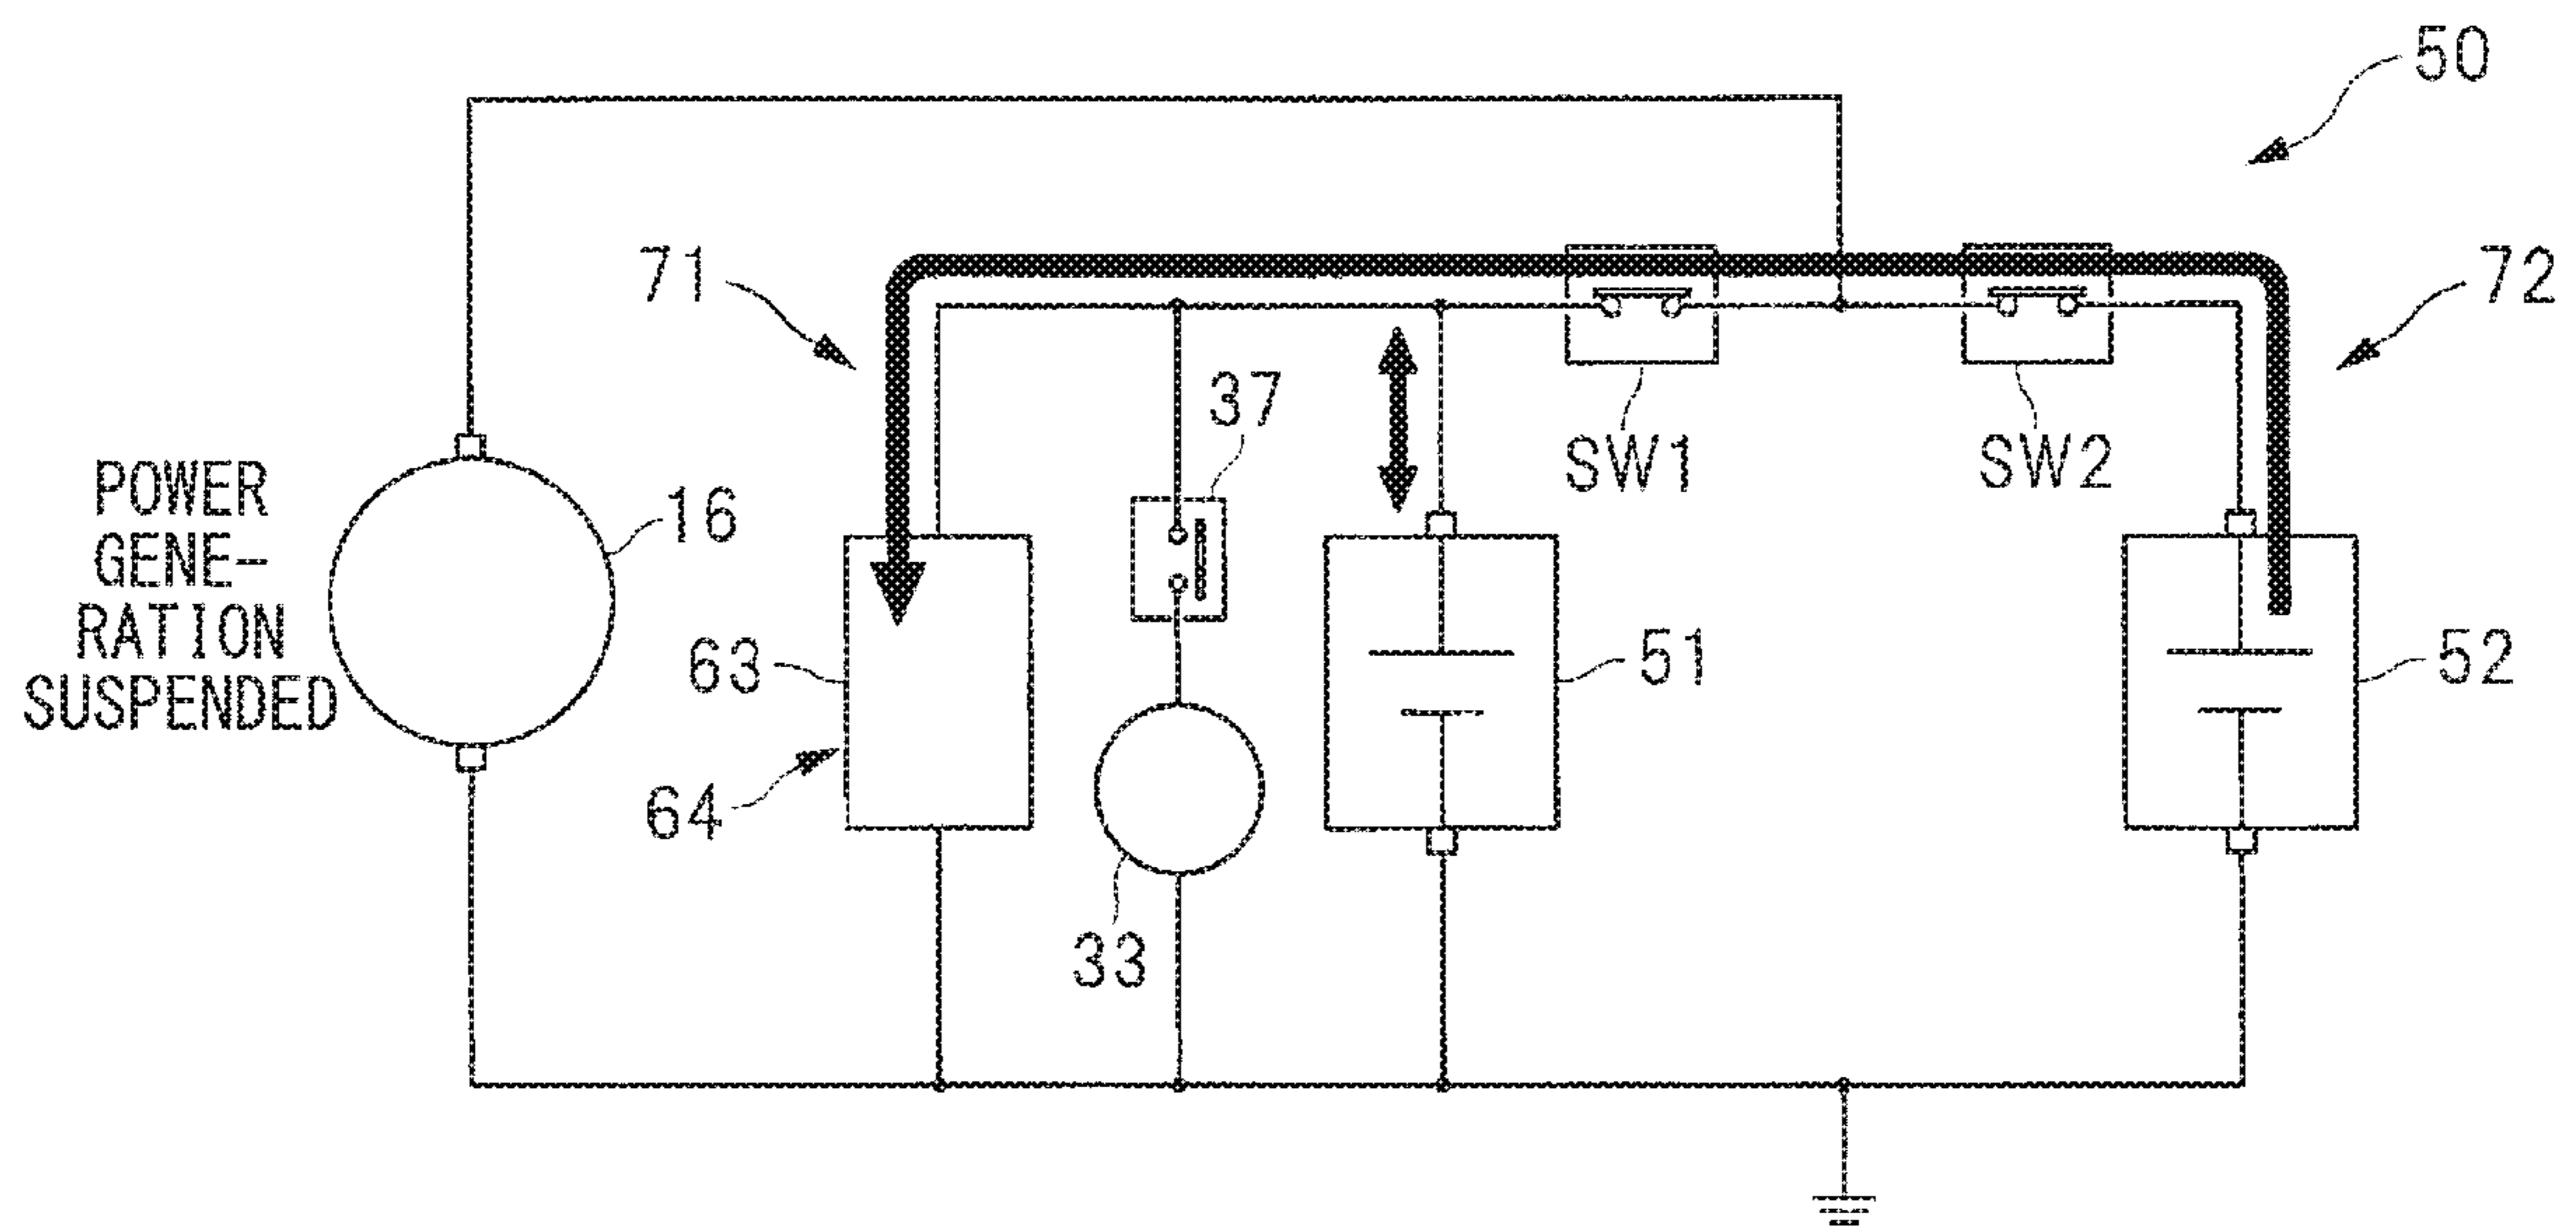 50
71
72
37
SW1
SW2
POWER
GENE-
RATION
SUSPENDED
16
63
51
52
64
33